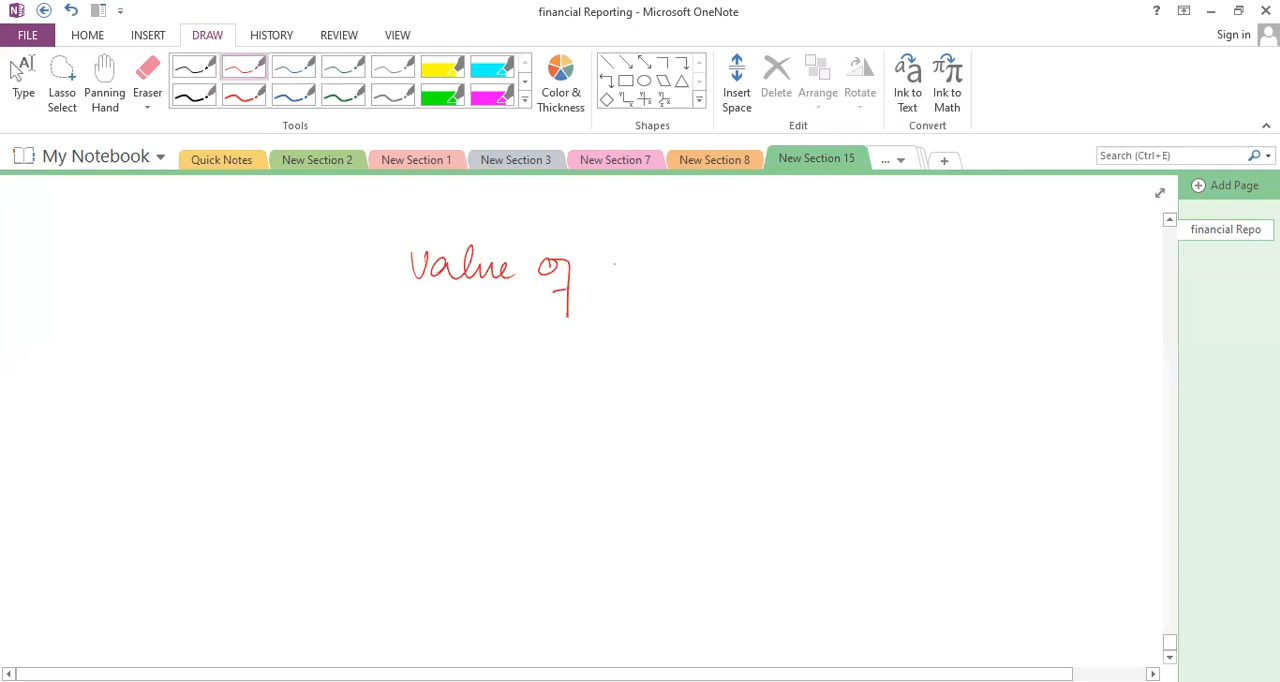 financial Reporting - Microsoft OneNote
?
FILE HOME INSERT DRAW HISTORY REVIEW VIEW Sign in
Type Lasso Select Panning Hand Eraser Color & Thickness Insert Space Delete Arrange Rotate Ink to Text Ink to Math
Tools Shapes Edit Convert
My Notebook Quick Notes New Section 2 New Section 1 New Section 3 New Section 7 New Section 8 New Section 15 ... + Search (Ctrl+E)
Add Page
financial Repo
value of